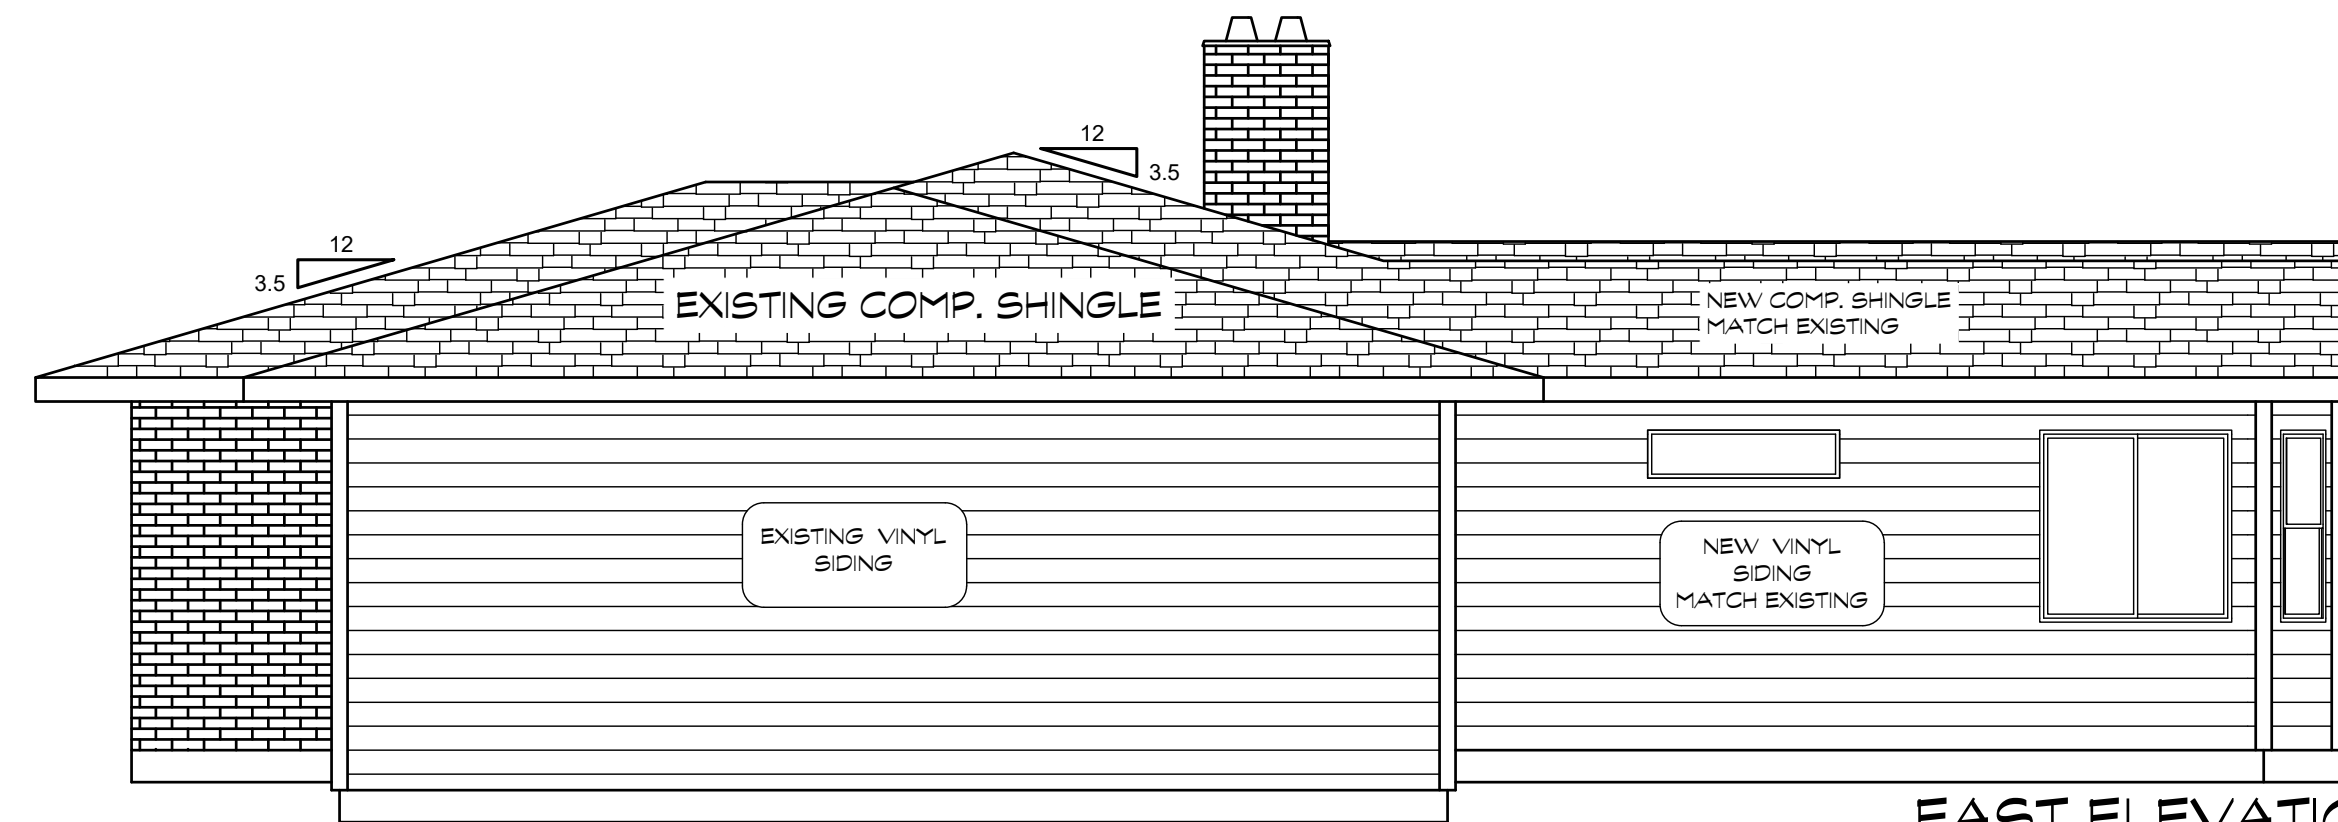 12
3.5
12
3.5
EXISTING COMP. SHINGLE
NEW COMP. SHINGLE
MATCH EXISTING
EXISTING VINYL
SIDING
NEW VINYL
SIDING
MATCH EXISTING
EAST